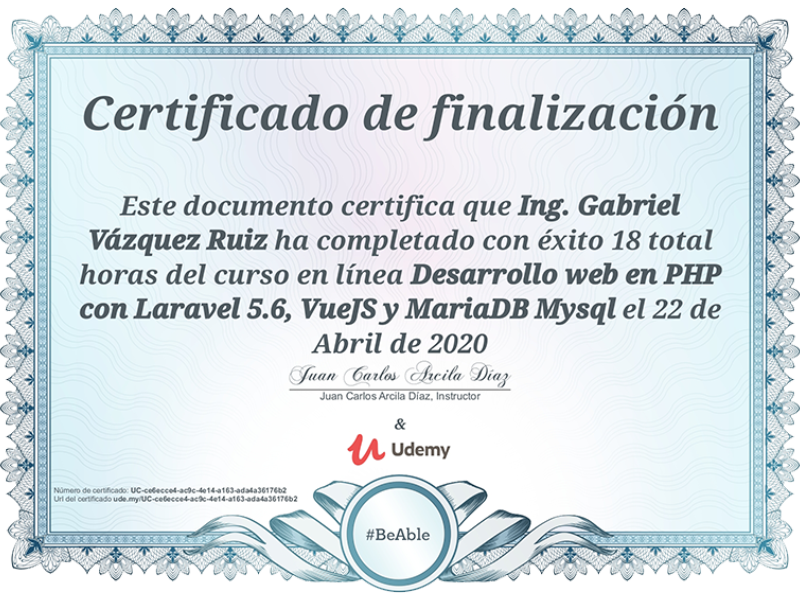 Certificado de finalización
Este documento certifica que Ing. Gabriel
Vázquez Ruiz ha completado con éxito 18 total
horas del curso en línea Desarrollo web en PHP
con Laravel 5.6, VueJS y MariaDB Mysql el 22 de
Abril de 2020
Juan Carlos Arcila Díaz
Juan Carlos Arcila Díaz, Instructor
&
Udemy
Número de certificado: UC-ce6ecce4-ac9c-4e14-a163-ada4a36176b2
Url del certificado ude.my/UC-ce6ecce4-ac9c-4e14-a163-ada4a36176b2
#BeAble